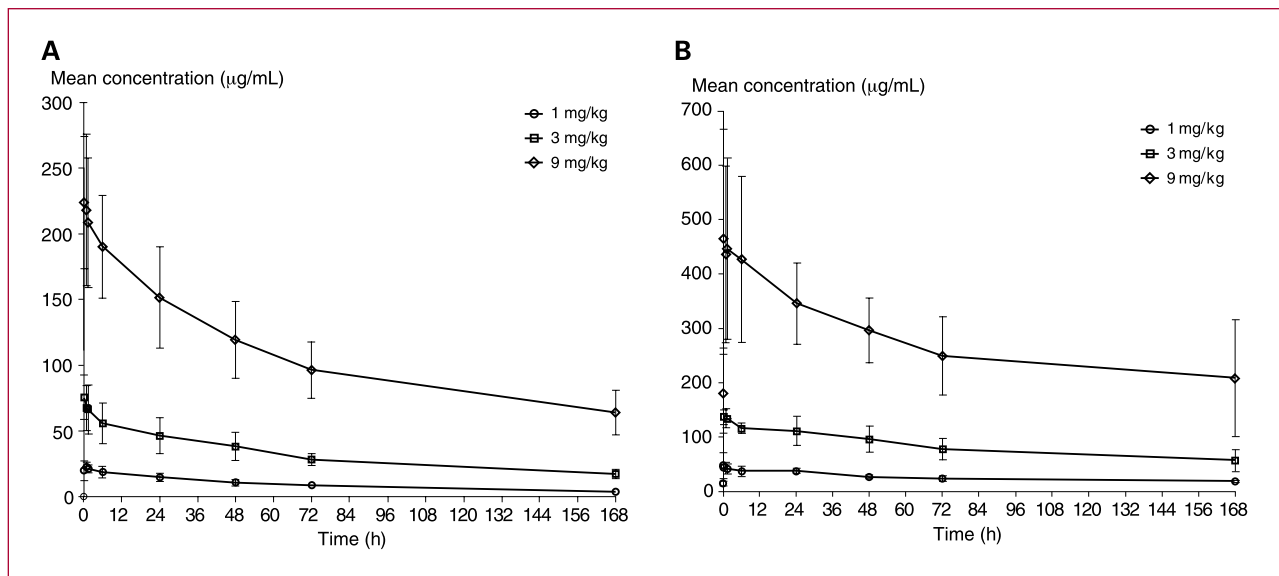 A
Mean concentration (μg/mL)
300
250
200
150
100
50
0
1 mg/kg
3 mg/kg
9 mg/kg
0 12 24 36 48 60 72 84 96 108 120 132 144 156 168
Time (h)
B
Mean concentration (μg/mL)
700
600
500
400
300
200
100
0
1 mg/kg
3 mg/kg
9 mg/kg
0 12 24 36 48 60 72 84 96 108 120 132 144 156 168
Time (h)